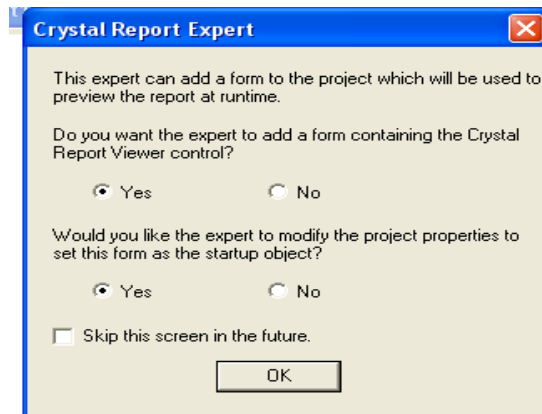 Crystal Report Expert
This expert can add a form to the project which will be used to
preview the report at runtime.
Do you want the expert to add a form containing the Crystal
Report Viewer control?
Yes No
Would you like the expert to modify the project properties to
set this form as the startup object?
Yes No
Skip this screen in the future.
OK